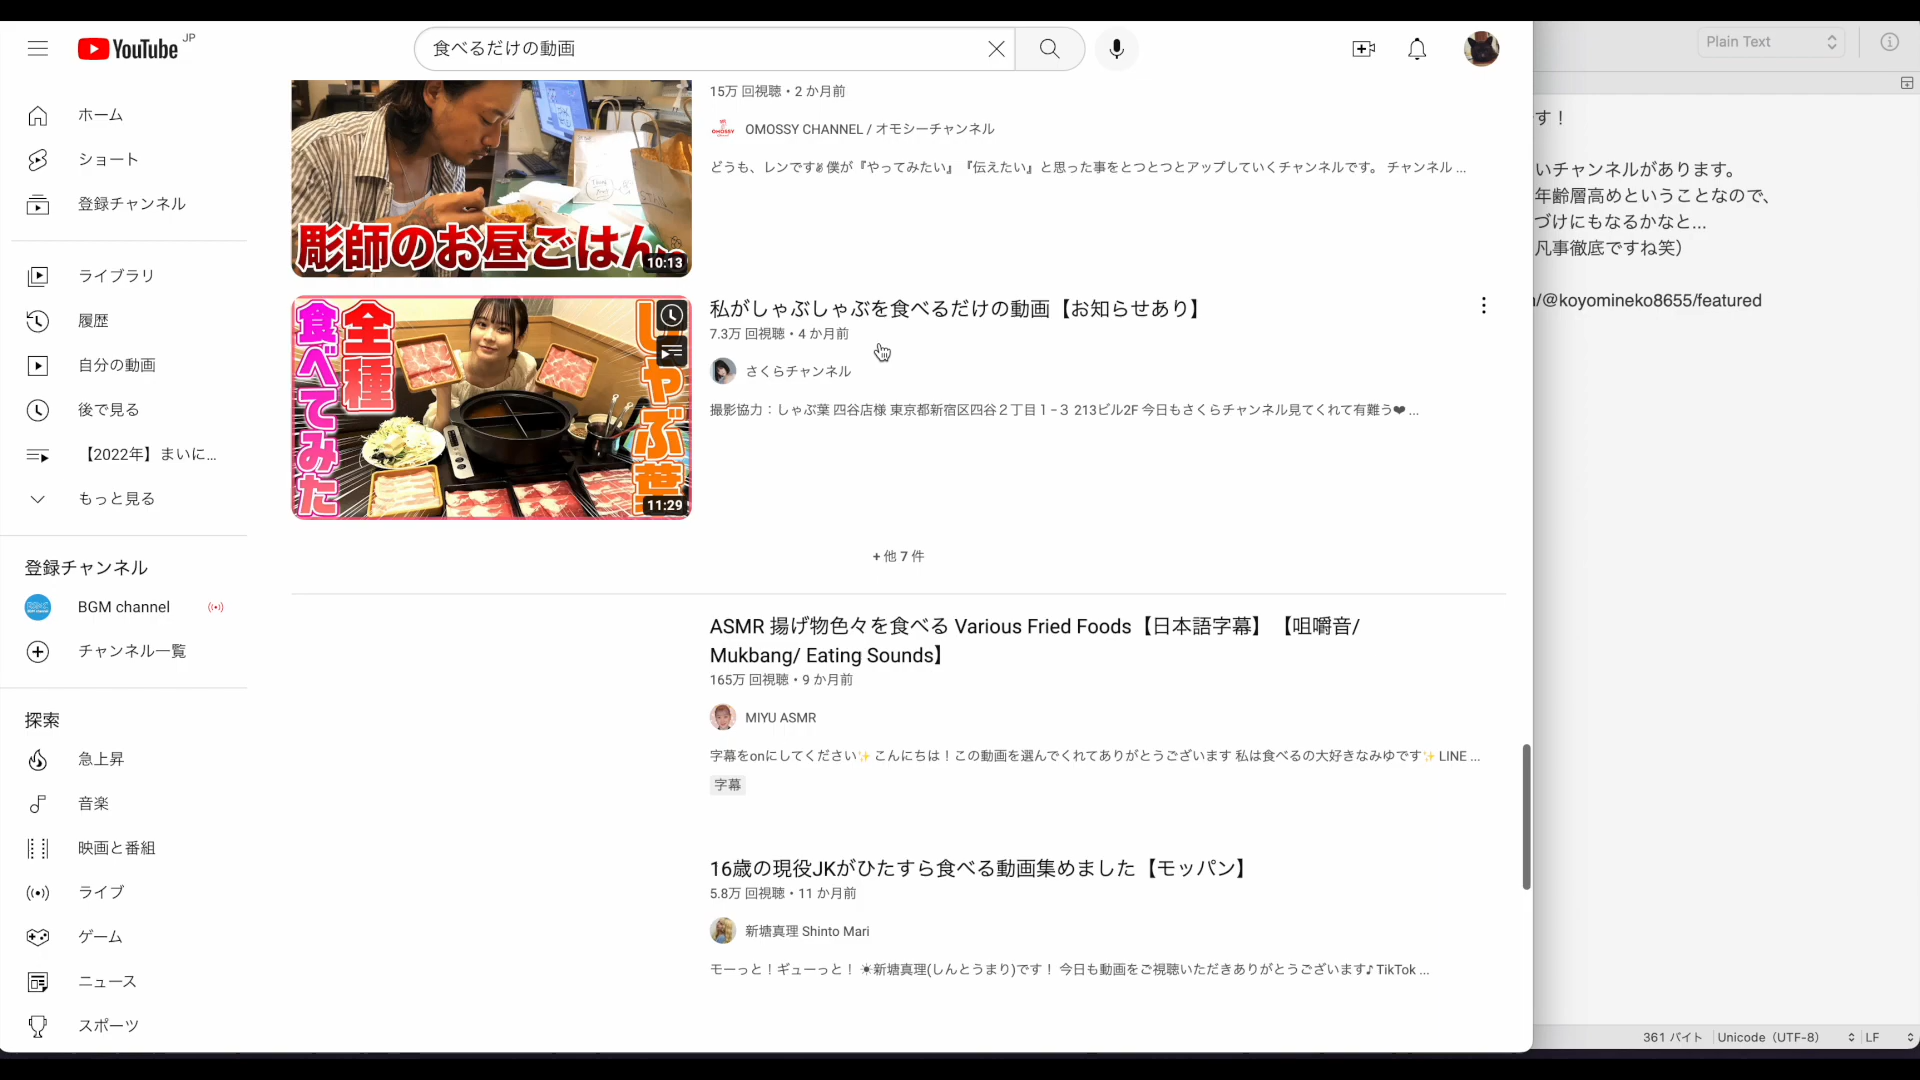 YouTube JP
食べるだけの動画
ホーム
ショート
登録チャンネル
ライブラリ
履歴
自分の動画
後で見る
【2022年】まいに...
もっと見る
登録チャンネル
BGM channel
チャンネル一覧
探索
急上昇
音楽
映画と番組
ライブ
ゲーム
ニュース
スポーツ
彫師のお昼ごはん。
10:13
15万 回視聴・2 か月前
OMOSSY CHANNEL / オモシーチャンネル
どうも、レンです✌ 僕が『やってみたい』『伝えたい』と思った事をとつとつとアップしていくチャンネルです。 チャンネル ...
全種
食べてみた
しゃぶ葉
11:29
私がしゃぶしゃぶを食べるだけの動画【お知らせあり】
7.3万 回視聴・4 か月前
さくらチャンネル
撮影協力：しゃぶ葉 四谷店様 東京都新宿区四谷２丁目１−３ 213ビル2F 今日もさくらチャンネル見てくれて有難う❤ ...
+ 他 7 件
ASMR 揚げ物色々を食べる Various Fried Foods【日本語字幕】【咀嚼音/
Mukbang/ Eating Sounds】
165万 回視聴・9 か月前
MIYU ASMR
字幕をonにしてください✨ こんにちは！この動画を選んでくれてありがとうございます 私は食べるの大好きなみゆです✨ LINE ...
字幕
16歳の現役JKがひたすら食べる動画集めました【モッパン】
5.8万 回視聴・11 か月前
新塘真理 Shinto Mari
モーっと！ギューっと！ ☀新塘真理(しんとうまり)です！ 今日も動画をご視聴いただきありがとうございます♪ TikTok ...
Plain Text
す！
いチャンネルがあります。
年齢層高めということなので、
づけにもなるかなと...
凡事徹底ですね笑）
/@koyomineko8655/featured
361 バイト
Unicode（UTF-8）
LF